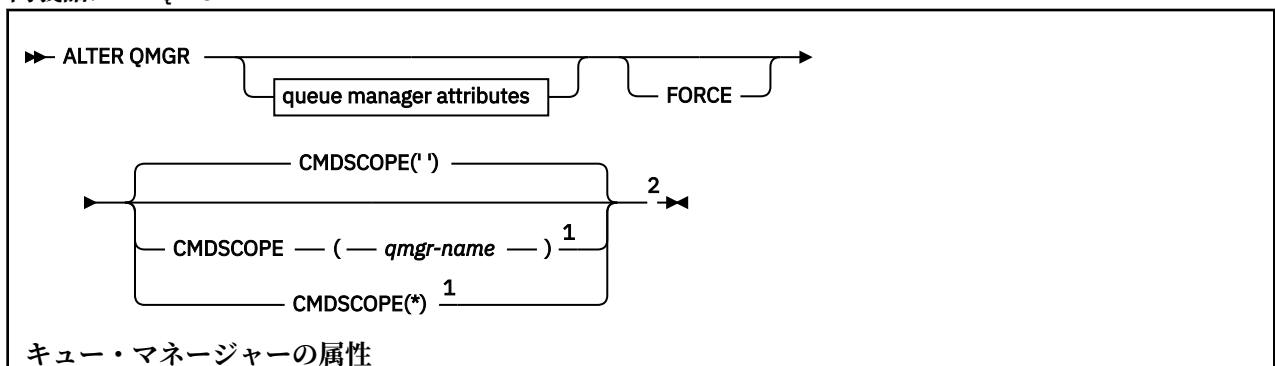 ALTER QMGR
queue manager attributes
FORCE
CMDSCOPE(' ')
2
CMDSCOPE ( qmgr-name ) 1
CMDSCOPE(*) 1
キュー・マネージャーの属性